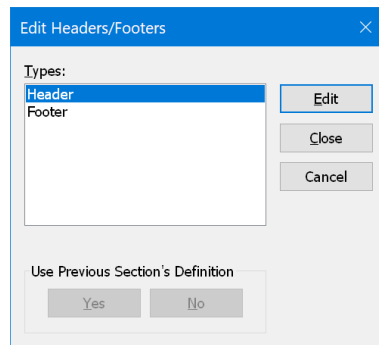 Edit Headers/Footers
Types:
Header
Footer
Edit
Close
Cancel
Use Previous Section's Definition
Yes
No